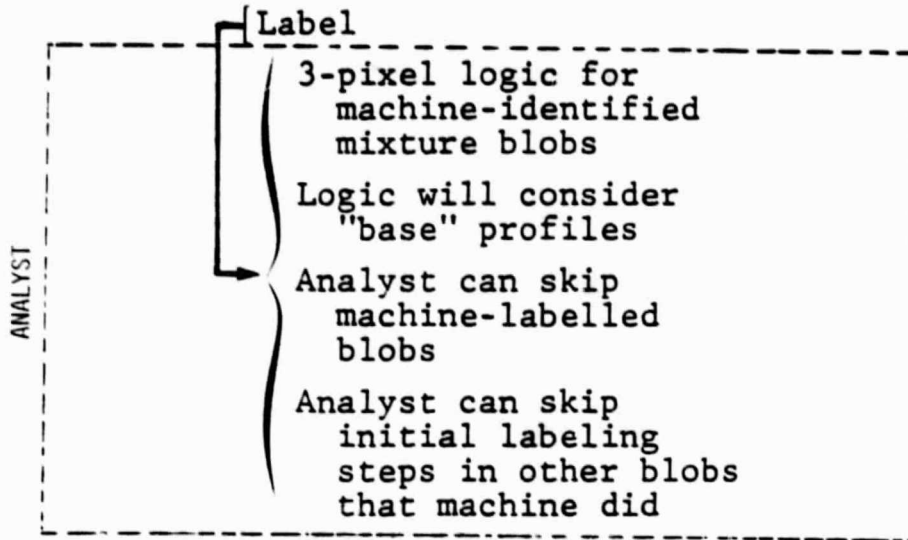 Label
3-pixel logic for
machine-identified
mixture blobs
Logic will consider
"base" profiles
Analyst can skip
machine-labelled
blobs
Analyst can skip
initial labeling
steps in other blobs
that machine did
ANALYST